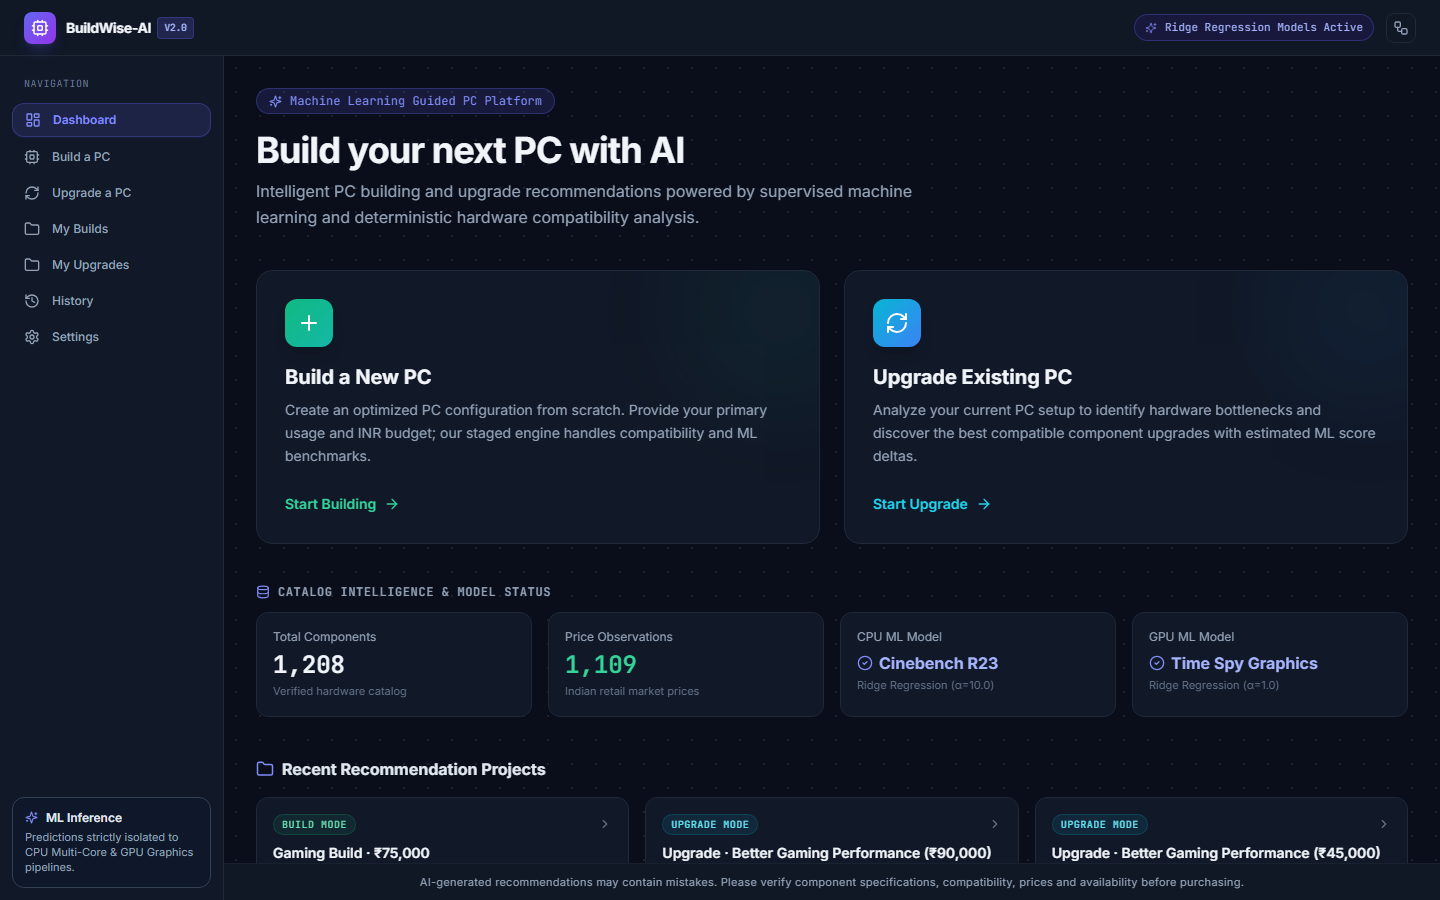 BuildWise-AI
V2.0
Ridge Regression Models Active
NAVIGATION
Dashboard
Build a PC
Upgrade a PC
My Builds
My Upgrades
History
Settings
ML Inference
Predictions strictly isolated to
CPU Multi-Core & GPU Graphics
pipelines.
Machine Learning Guided PC Platform
Build your next PC with AI
Intelligent PC building and upgrade recommendations powered by supervised machine
learning and deterministic hardware compatibility analysis.
Build a New PC
Create an optimized PC configuration from scratch. Provide your primary
usage and INR budget; our staged engine handles compatibility and ML
benchmarks.
Start Building
Upgrade Existing PC
Analyze your current PC setup to identify hardware bottlenecks and
discover the best compatible component upgrades with estimated ML score
deltas.
Start Upgrade
CATALOG INTELLIGENCE & MODEL STATUS
Total Components
1,208
Verified hardware catalog
Price Observations
1,109
Indian retail market prices
CPU ML Model
Cinebench R23
Ridge Regression (α=10.0)
GPU ML Model
Time Spy Graphics
Ridge Regression (α=1.0)
Recent Recommendation Projects
BUILD MODE
Gaming Build · ₹75,000
UPGRADE MODE
Upgrade · Better Gaming Performance (₹90,000)
UPGRADE MODE
Upgrade · Better Gaming Performance (₹45,000)
AI-generated recommendations may contain mistakes. Please verify component specifications, compatibility, prices and availability before purchasing.